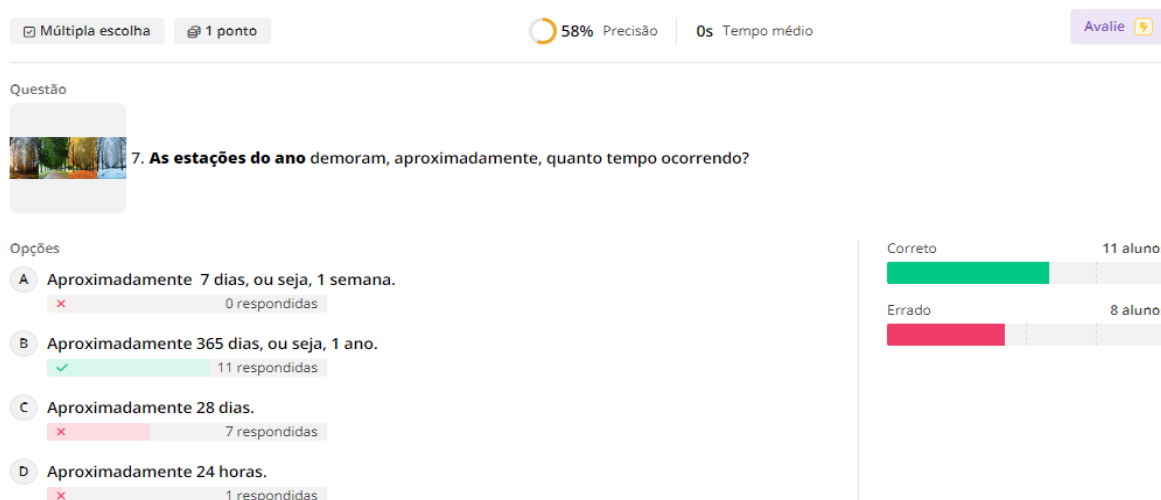 Múltipla escolha
1 ponto
58% Precisão
0s Tempo médio
Avalie
Questão
7. As estações do ano demoram, aproximadamente, quanto tempo ocorrendo?
Opções
A Aproximadamente 7 dias, ou seja, 1 semana.
0 respondidas
B Aproximadamente 365 dias, ou seja, 1 ano.
11 respondidas
C Aproximadamente 28 dias.
7 respondidas
D Aproximadamente 24 horas.
1 respondidas
Correto 11 aluno
Errado 8 aluno